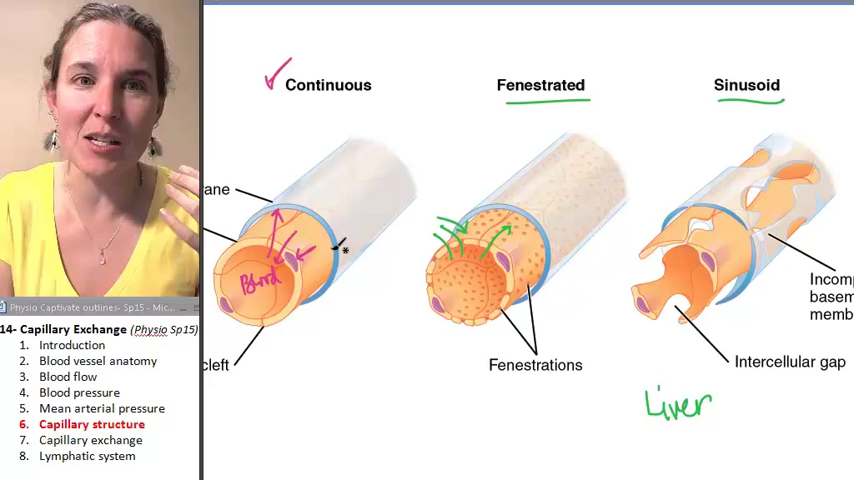 Continuous
Fenestrated
Sinusoid
ane
Blood
cleft
Fenestrations
Incomp
basem
memb
Intercellular gap
Liver
Physio Captivate outlines- Sp15 - Mic...
14- Capillary Exchange (Physio Sp15)
1. Introduction
2. Blood vessel anatomy
3. Blood flow
4. Blood pressure
5. Mean arterial pressure
6. Capillary structure
7. Capillary exchange
8. Lymphatic system